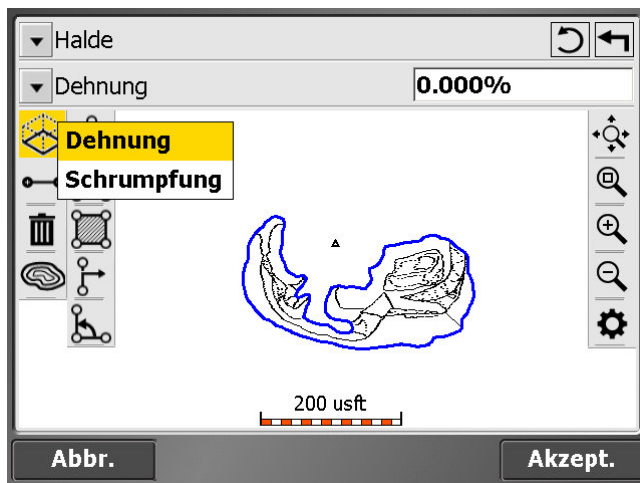 Halde
Dehnung 0.000%
Dehnung
Schrumpfung
200 usft
Abbr. Akzept.